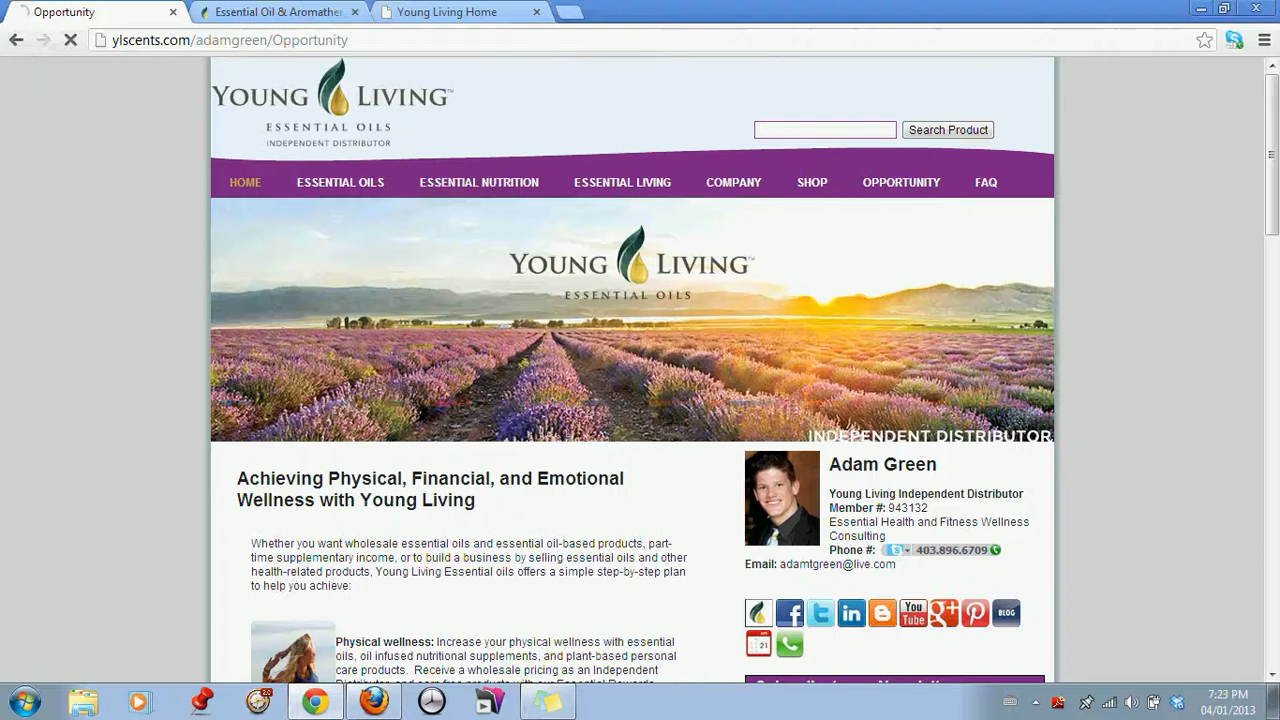 Opportunity
Essential Oil & Aromather
Young Living Home
ylscents.com/adamgreen/Opportunity
YOUNG LIVING™
ESSENTIAL OILS
INDEPENDENT DISTRIBUTOR
Search Product
HOME ESSENTIAL OILS ESSENTIAL NUTRITION ESSENTIAL LIVING COMPANY SHOP OPPORTUNITY FAQ
YOUNG LIVING™
ESSENTIAL OILS
INDEPENDENT DISTRIBUTOR
Achieving Physical, Financial, and Emotional
Wellness with Young Living
Whether you want wholesale essential oils and essential oil-based products, part-
time supplementary income, or to build a business by selling essential oils and other
health-related products, Young Living Essential oils offers a simple step-by-step plan
to help you achieve:
Physical wellness: Increase your physical wellness with essential
oils, oil infused nutritional supplements, and plant-based personal
care products. Receive a wholesale pricing as an Independent
Adam Green
Young Living Independent Distributor
Member #: 943132
Essential Health and Fitness Wellness
Consulting
Phone #: 403.896.6709
Email: adamtgreen@live.com
You
Tube
BLOG
21
7:23 PM
04/01/2013